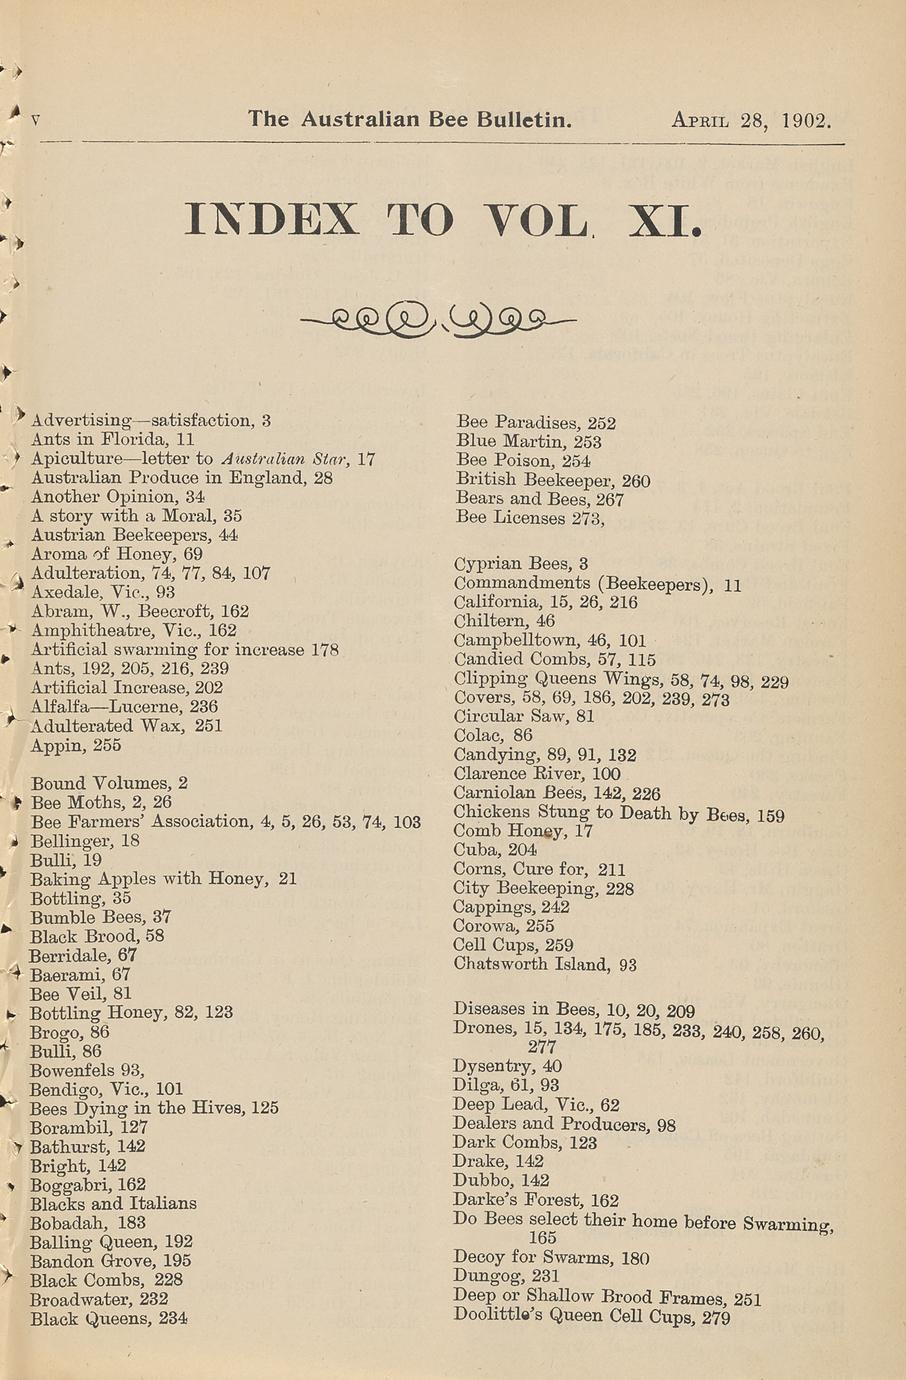 v The Australian Bee Bulletin. APRIL 28, 1902.
INDEX TO VOL. XI.
Advertising—satisfaction, 3
Ants in Florida, 11
Apiculture—letter to Australian Star, 17
Australian Produce in England, 28
Another Opinion, 34
A story with a Moral, 35
Austrian Beekeepers, 44
Aroma of Honey, 69
Adulteration, 74, 77, 84, 107
Axedale, Vic., 93
Abram, W., Beecroft, 162
Amphitheatre, Vic., 162
Artificial swarming for increase 178
Ants, 192, 205, 216, 239
Artificial Increase, 202
Alfalfa—Lucerne, 236
Adulterated Wax, 251
Appin, 255
Bound Volumes, 2
Bee Moths, 2, 26
Bee Farmers' Association, 4, 5, 26, 53, 74, 103
Bellinger, 18
Bulli, 19
Baking Apples with Honey, 21
Bottling, 35
Bumble Bees, 37
Black Brood, 58
Berridale, 67
Baerami, 67
Bee Veil, 81
Bottling Honey, 82, 123
Brogo, 86
Bulli, 86
Bowenfels 93,
Bendigo, Vic., 101
Bees Dying in the Hives, 125
Borambil, 127
Bathurst, 142
Bright, 142
Boggabri, 162
Blacks and Italians
Bobadah, 183
Balling Queen, 192
Bandon Grove, 195
Black Combs, 228
Broadwater, 232
Black Queens, 234
Bee Paradises, 252
Blue Martin, 253
Bee Poison, 254
British Beekeeper, 260
Bears and Bees, 267
Bee Licenses 273,
Cyprian Bees, 3
Commandments (Beekeepers), 11
California, 15, 26, 216
Chiltern, 46
Campbelltown, 46, 101
Candied Combs, 57, 115
Clipping Queens Wings, 58, 74, 98, 229
Covers, 58, 69, 186, 202, 239, 273
Circular Saw, 81
Colac, 86
Candying, 89, 91, 132
Clarence River, 100
Carniolan Bees, 142, 226
Chickens Stung to Death by Bees, 159
Comb Honey, 17
Cuba, 204
Corns, Cure for, 211
City Beekeeping, 228
Cappings, 242
Corowa, 255
Cell Cups, 259
Chatsworth Island, 93
Diseases in Bees, 10, 20, 209
Drones, 15, 134, 175, 185, 233, 240, 258, 260,
277
Dysentry, 40
Dilga, 61, 93
Deep Lead, Vic., 62
Dealers and Producers, 98
Dark Combs, 123
Drake, 142
Dubbo, 142
Darke's Forest, 162
Do Bees select their home before Swarming,
165
Decoy for Swarms, 180
Dungog, 231
Deep or Shallow Brood Frames, 251
Doolittle's Queen Cell Cups, 279